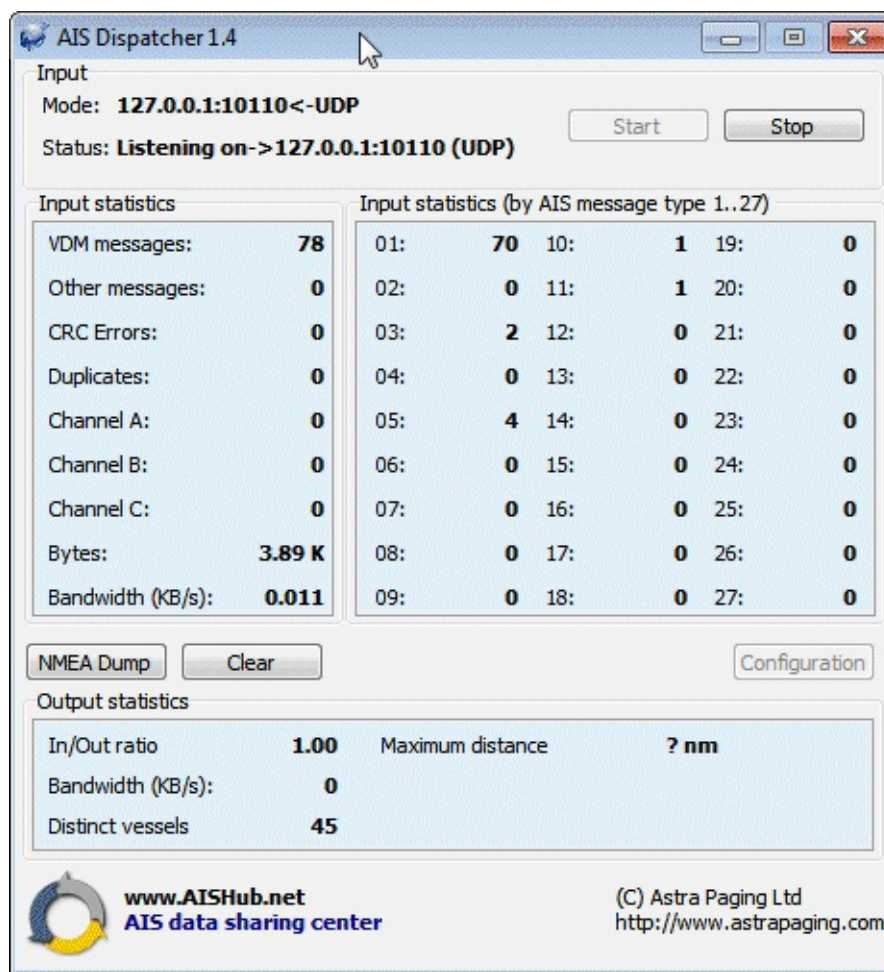 AIS Dispatcher 1.4
Input
Mode: 127.0.0.1:10110<-UDP
Start Stop
Status: Listening on->127.0.0.1:10110 (UDP)
Input statistics Input statistics (by AIS message type 1..27)
VDM messages: 78 01: 70 10: 1 19: 0
Other messages: 0 02: 0 11: 1 20: 0
CRC Errors: 0 03: 2 12: 0 21: 0
Duplicates: 0 04: 0 13: 0 22: 0
Channel A: 0 05: 4 14: 0 23: 0
Channel B: 0 06: 0 15: 0 24: 0
Channel C: 0 07: 0 16: 0 25: 0
Bytes: 3.89 K 08: 0 17: 0 26: 0
Bandwidth (KB/s): 0.011 09: 0 18: 0 27: 0
NMEA Dump Clear Configuration
Output statistics
In/Out ratio 1.00 Maximum distance ? nm
Bandwidth (KB/s): 0
Distinct vessels 45
www.AISHub.net (C) Astra Paging Ltd
AIS data sharing center http://www.astrapaging.com